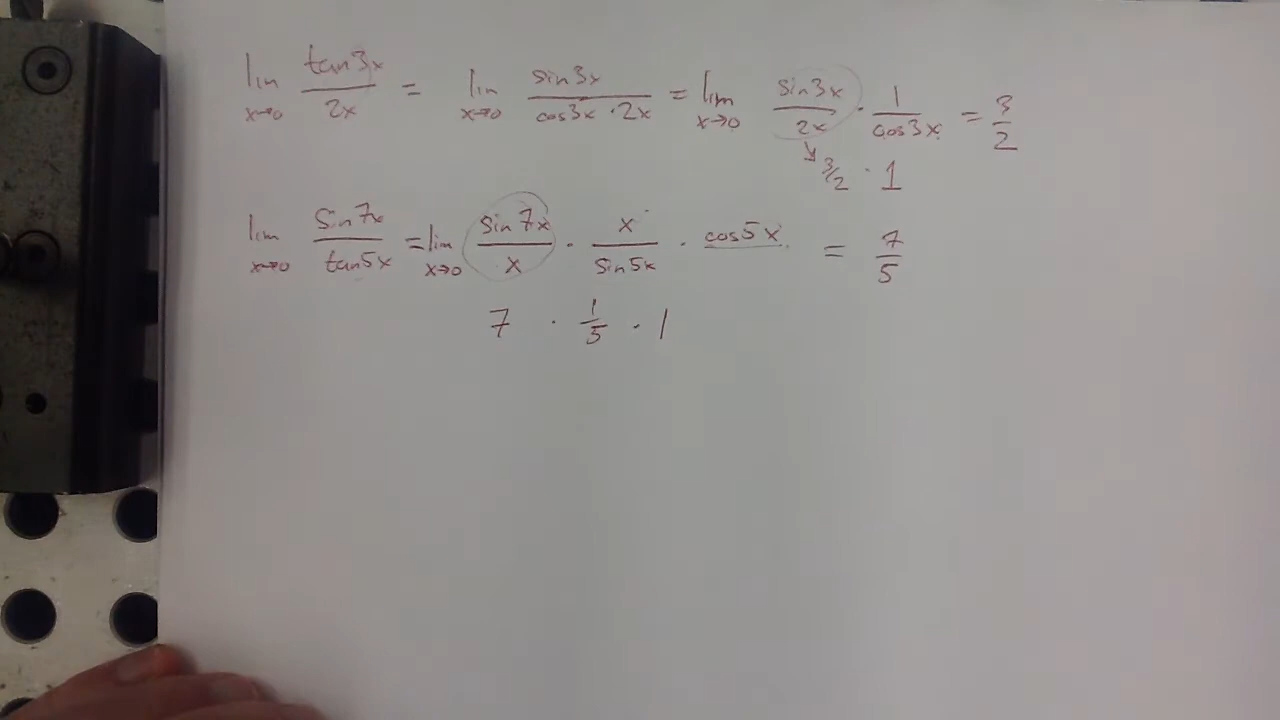 lim x→0 tan3x / 2x = lim x→0 sin3x / cos3x · 2x = lim x→0 sin3x / 2x · 1 / cos3x = 3/2
↘ 3/2 · 1
lim x→0 sin7x / tan5x = lim x→0 sin7x / x · x / sin5x · cos5x = 7/5
7 · 1/5 · 1